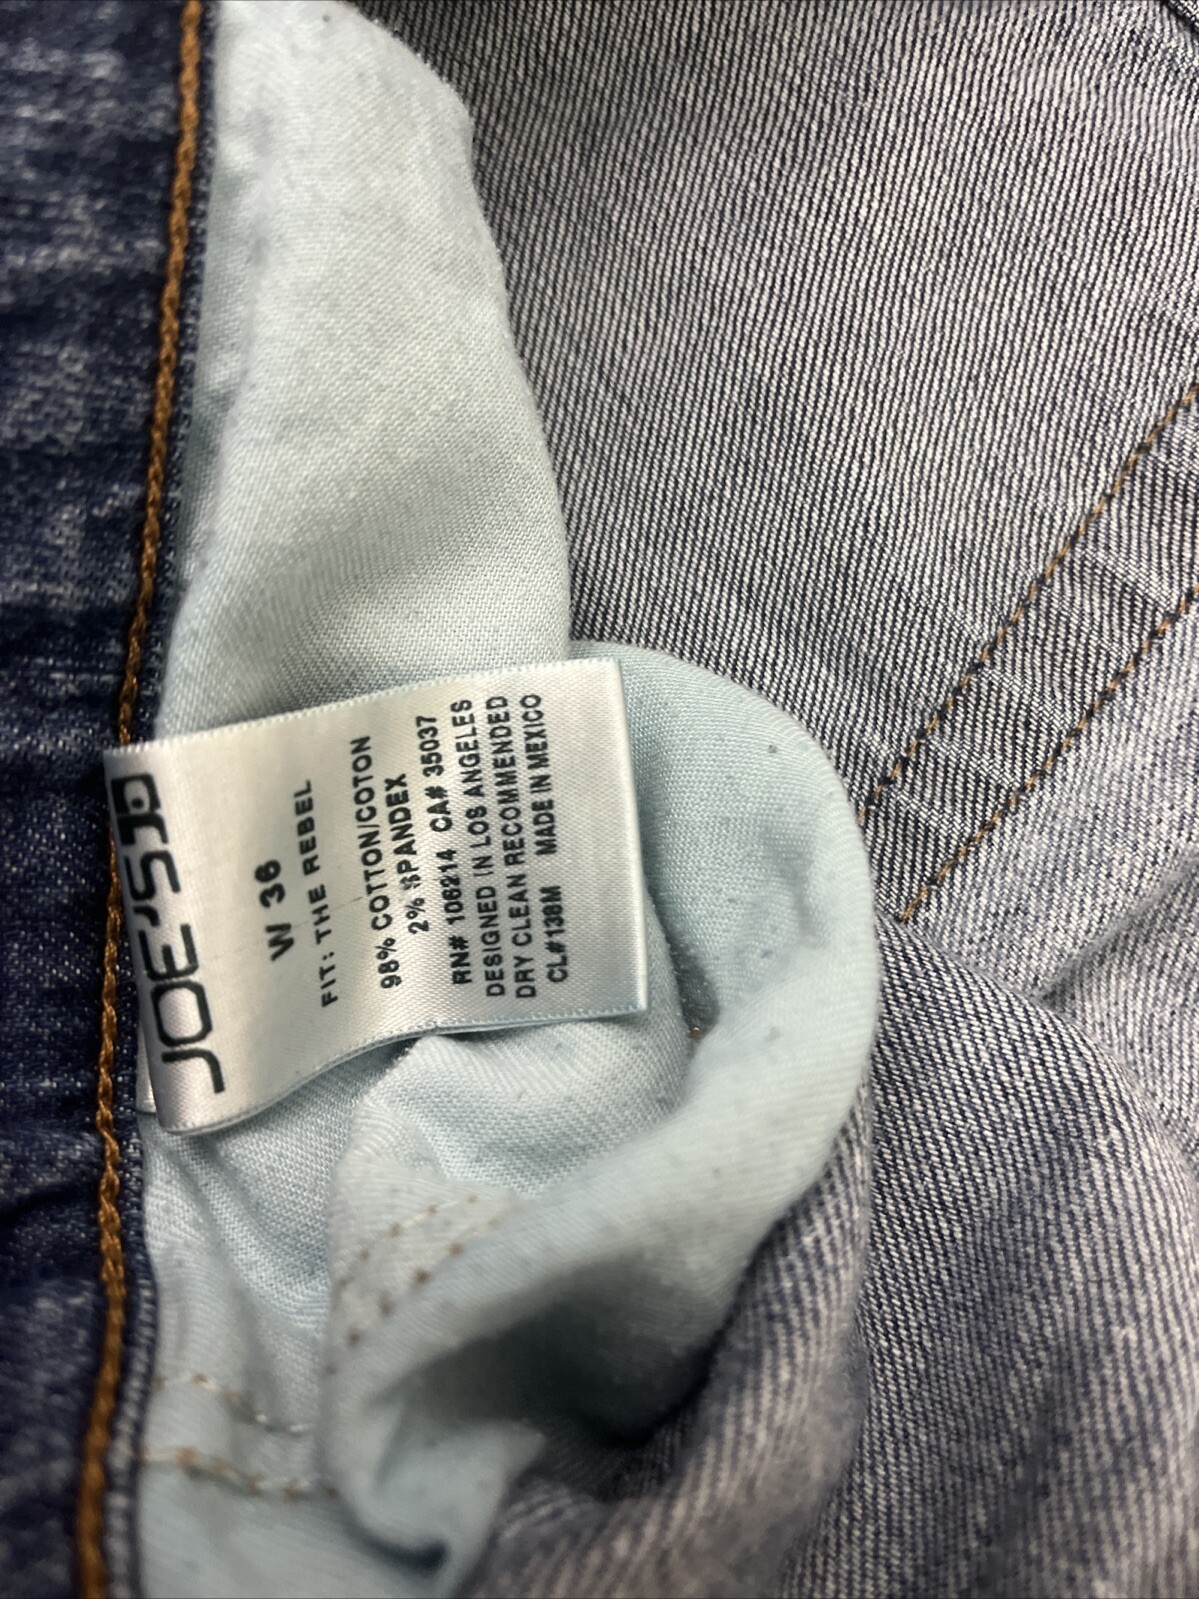 JOE'S
W 36
FIT: THE REBEL
98% COTTON/COTON
2% SPANDEX
RN# 106214 CA# 35037
DESIGNED IN LOS ANGELES
DRY CLEAN RECOMMENDED
CL#138M MADE IN MEXICO